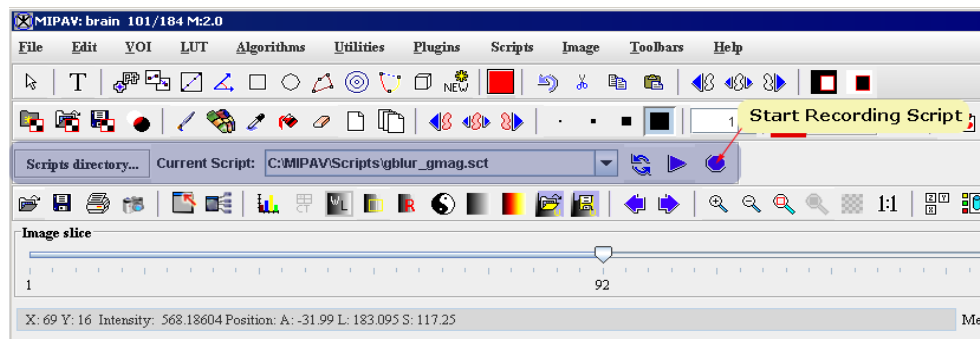 MIPAV: brain 101/184 M:2.0
File Edit VOI LUT Algorithms Utilities Plugins Scripts Image Toolbars Help
T NEW
1
Start Recording Script
Scripts directory... Current Script: C:\MIPAV\Scripts\gblur_gmag.sct
WL R 1:1
Image slice
1 92
X: 69 Y: 16 Intensity: 568.18604 Position: A: -31.99 L: 183.095 S: 117.25 Me